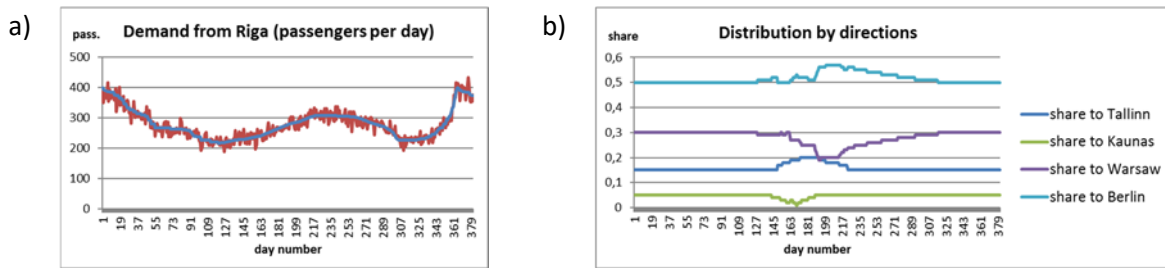 a)
pass.
Demand from Riga (passengers per day)
500
400
300
200
100
0
1 19 37 55 73 91 109 127 145 163 181 199 217 235 253 271 289 307 325 343 361 379
day number
b)
share
Distribution by directions
0,6
0,5
0,4
0,3
0,2
0,1
0
1 19 37 55 73 91 109 127 145 163 181 199 217 235 253 271 289 307 325 343 361 379
day number
share to Tallinn
share to Kaunas
share to Warsaw
share to Berlin